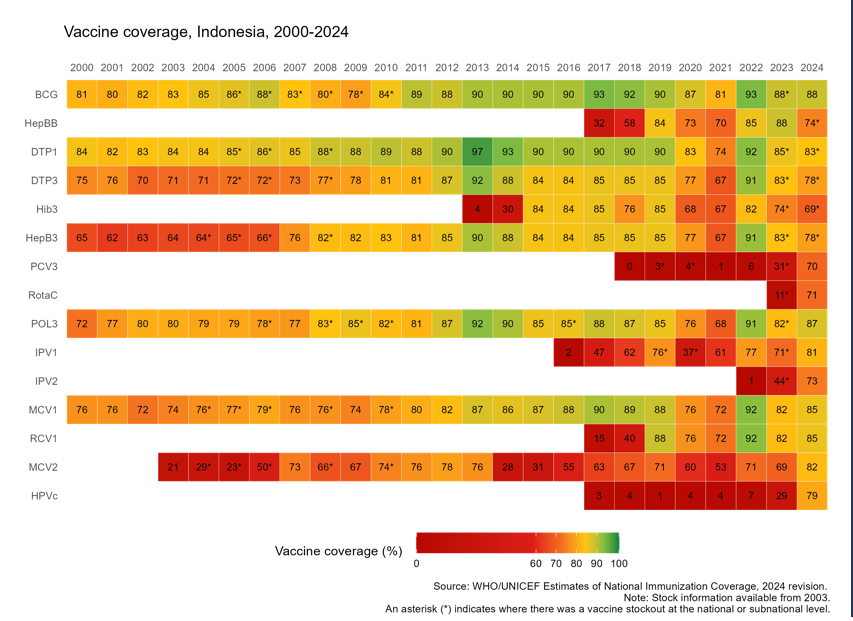 Vaccine coverage, Indonesia, 2000-2024
2000 2001 2002 2003 2004 2005 2006 2007 2008 2009 2010 2011 2012 2013 2014 2015 2016 2017 2018 2019 2020 2021 2022 2023 2024
BCG 81 80 82 83 85 86* 88* 83* 80* 78* 84* 89 88 90 90 90 90 93 92 90 87 81 93 88* 88
HepBB 32 58 84 73 70 85 88 74*
DTP1 84 82 83 84 84 85* 86* 85 88* 88 89 88 90 97 93 90 90 90 90 90 83 74 92 85* 83*
DTP3 75 76 70 71 71 72* 72* 73 77* 78 81 81 87 92 88 84 84 85 85 85 77 67 91 83* 78*
Hib3 4 30 84 84 85 76 85 68 67 82 74* 69*
HepB3 65 62 63 64 64* 65* 66* 76 82* 82 83 81 85 90 88 84 84 85 85 85 77 67 91 83* 78*
PCV3 0 3* 4* 1 6 31* 70
RotaC 11* 71
POL3 72 77 80 80 79 79 78* 77 83* 85* 82* 81 87 92 90 85 85* 88 87 85 76 68 91 82* 87
IPV1 2 47 62 76* 37* 61 77 71* 81
IPV2 1 44* 73
MCV1 76 76 72 74 76* 77* 79* 76 76* 74 78* 80 82 87 86 87 88 90 89 88 76 72 92 82 85
RCV1 15 40 88 76 72 92 82 85
MCV2 21 29* 23* 50* 73 66* 67 74* 76 78 76 28 31 55 63 67 71 60 53 71 69 82
HPVc 3 4 1 4 4 7 29 79
Vaccine coverage (%)
0 60 70 80 90 100
Source: WHO/UNICEF Estimates of National Immunization Coverage, 2024 revision.
Note: Stock information available from 2003.
An asterisk (*) indicates where there was a vaccine stockout at the national or subnational level.